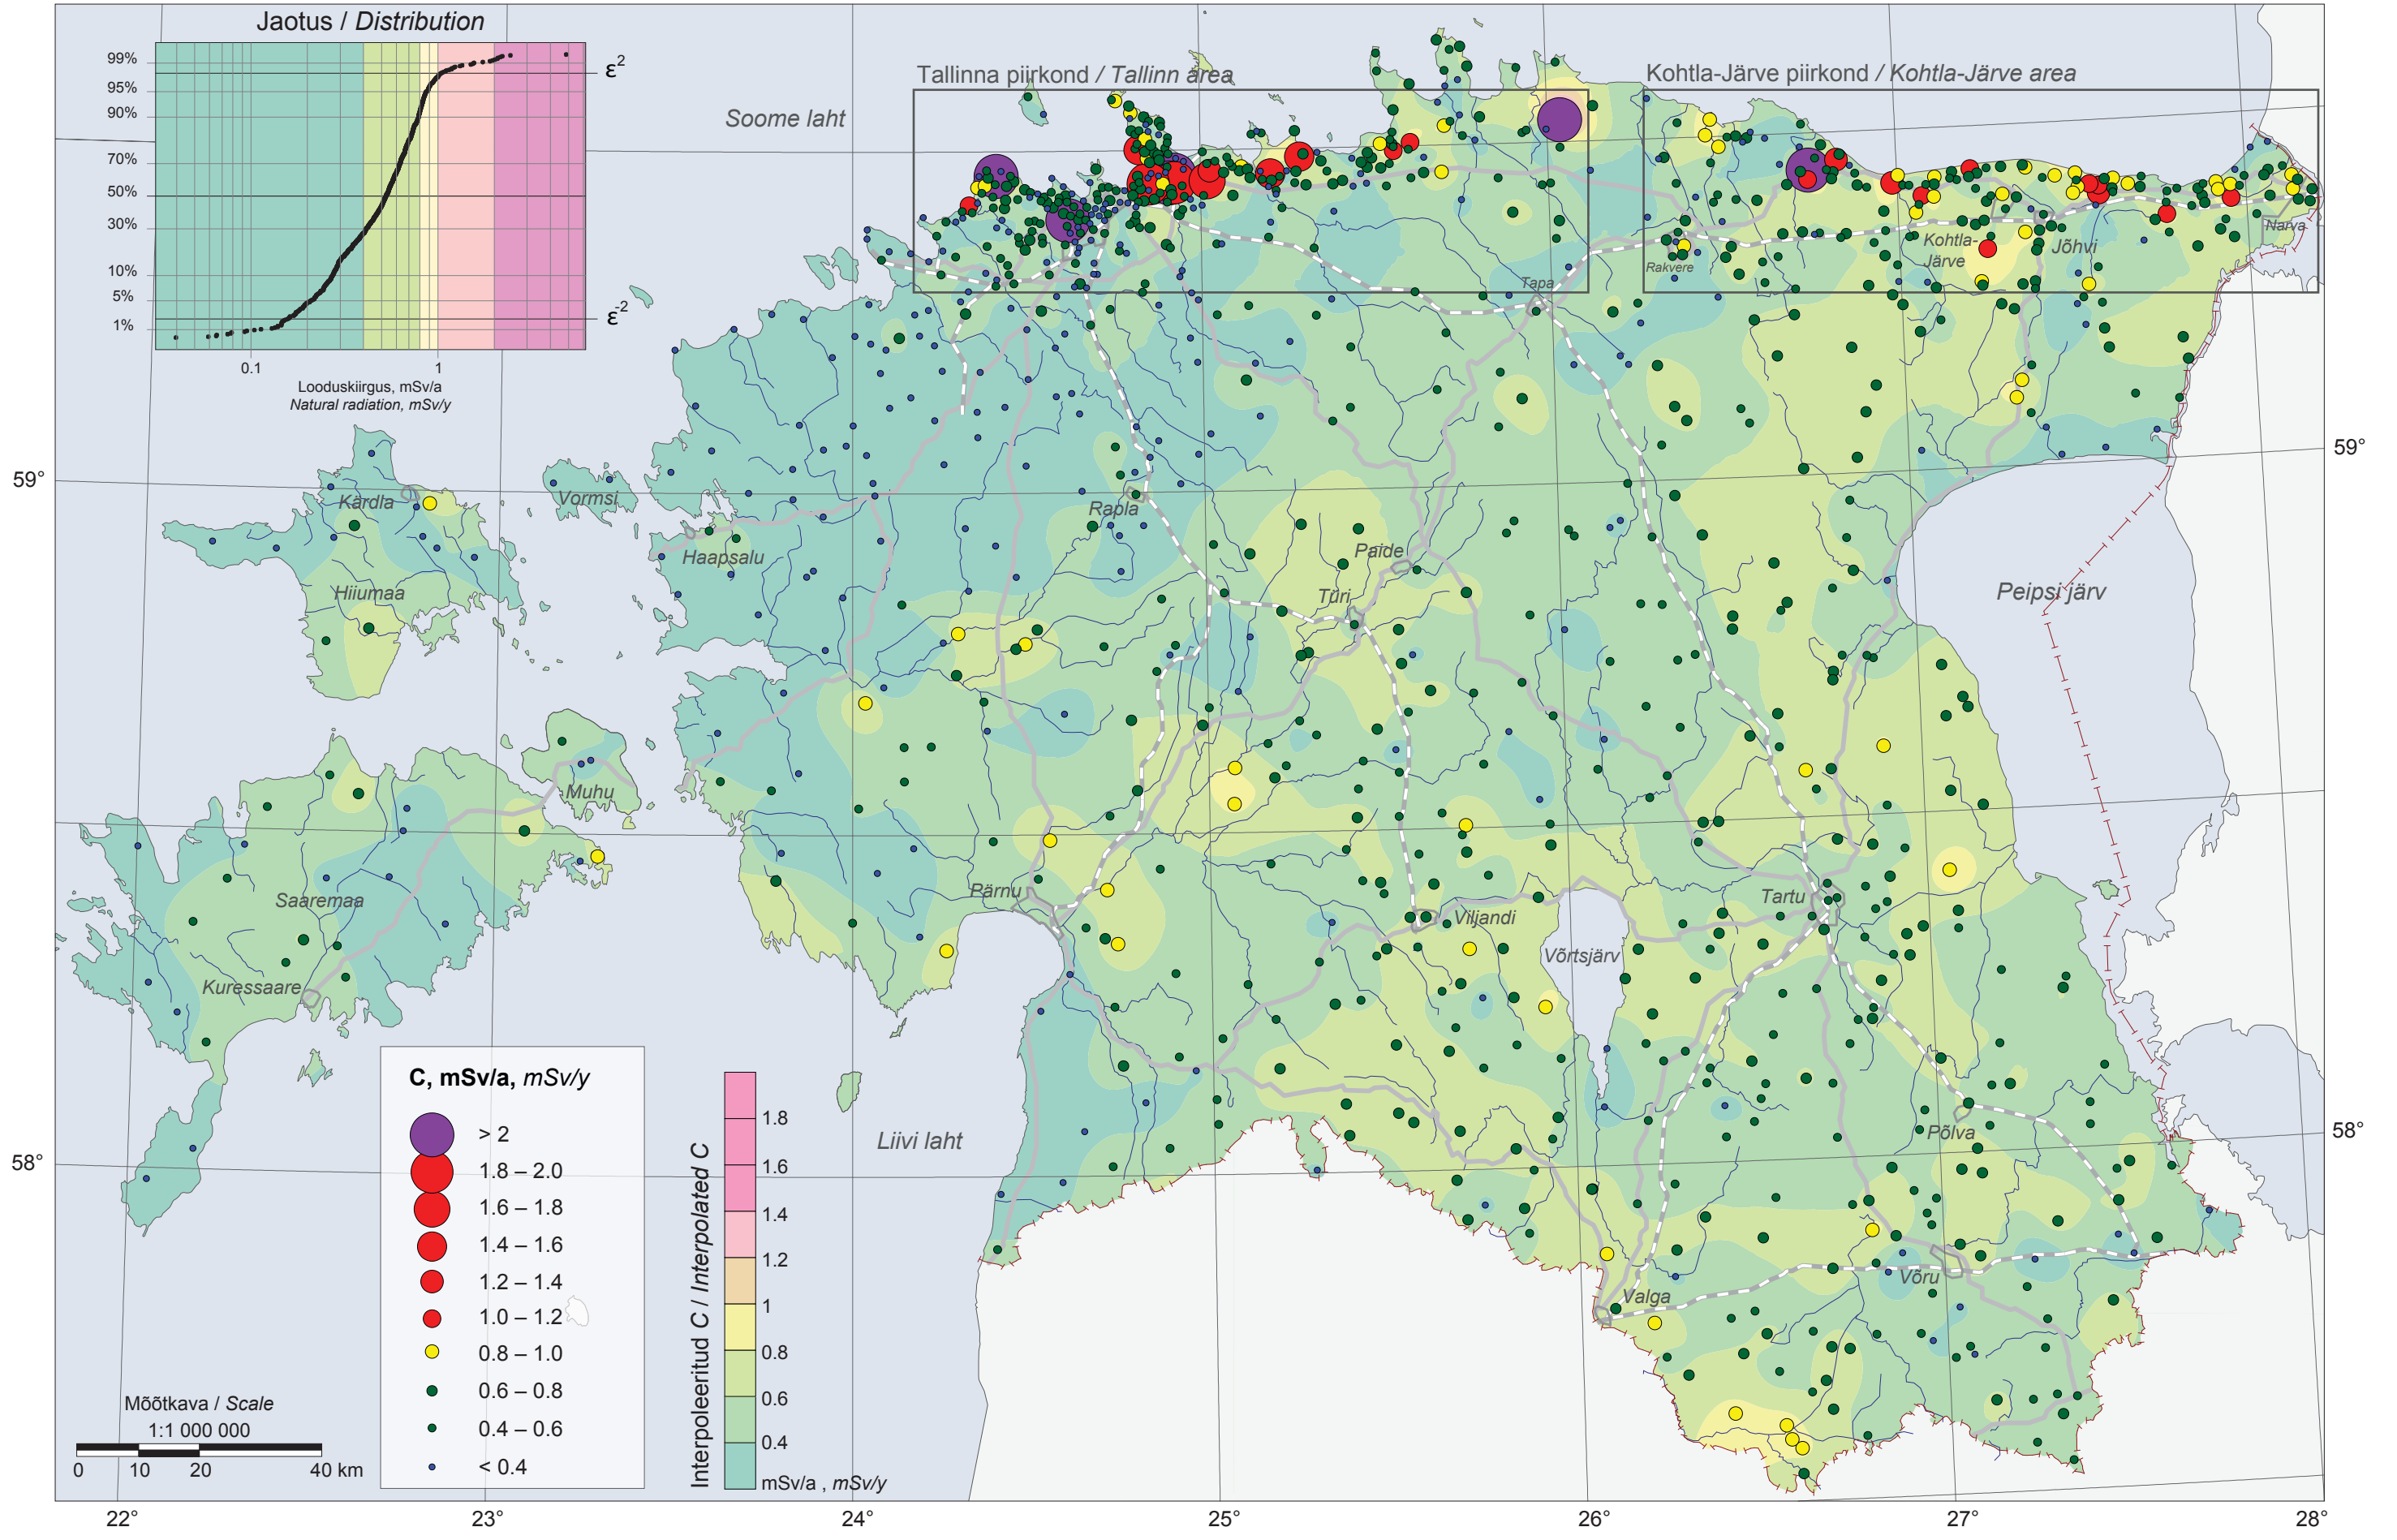 Jaotus / Distribution
99%
95%
90%
70%
50%
30%
10%
5%
1%
ε²
ε²
0.1
1
Looduskiirgus, mSv/a
Natural radiation, mSv/y
Soome laht
Tallinna piirkond / Tallinn area
Kohtla-Järve piirkond / Kohtla-Järve area
Narva
Kohtla-
Järve
Jõhvi
Rakvere
Tapa
59°
59°
Kärdla
Vormsi
Rapla
Haapsalu
Paide
Hiiumaa
Türi
Peipsi järv
Muhu
Saaremaa
Pärnu
Viljandi
Tartu
Võrtsjärv
Kuressaare
Liivi laht
Põlva
58°
58°
Võru
Valga
C, mSv/a, mSv/y
> 2
1.8 – 2.0
1.6 – 1.8
1.4 – 1.6
1.2 – 1.4
1.0 – 1.2
0.8 – 1.0
0.6 – 0.8
0.4 – 0.6
< 0.4
Interpoleeritud C / Interpolated C
1.8
1.6
1.4
1.2
1
0.8
0.6
0.4
mSv/a , mSv/y
Mõõtkava / Scale
1:1 000 000
0 10 20 40 km
22° 23° 24° 25° 26° 27° 28°